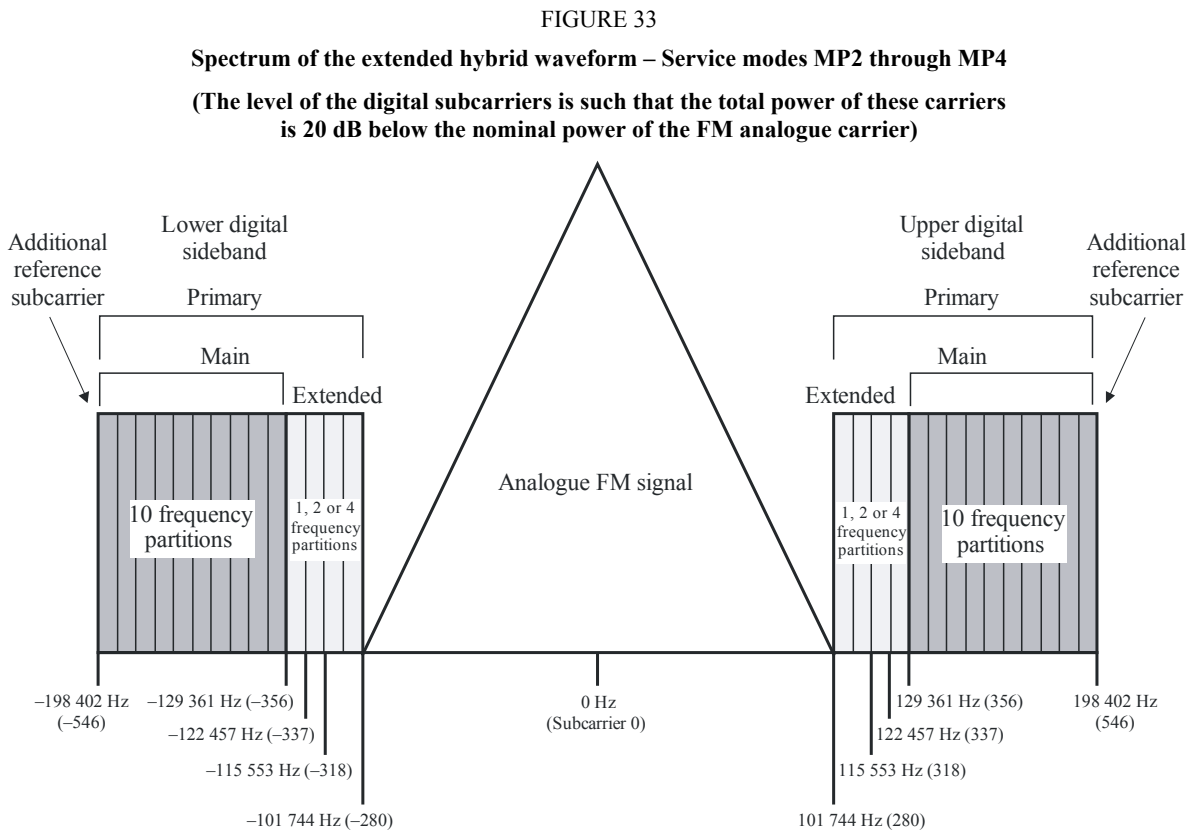 FIGURE 33
Spectrum of the extended hybrid waveform – Service modes MP2 through MP4
(The level of the digital subcarriers is such that the total power of these carriers
is 20 dB below the nominal power of the FM analogue carrier)
Additional
reference
subcarrier
Lower digital
sideband
Primary
Main
Extended
10 frequency
partitions
1, 2 or 4
frequency
partitions
Analogue FM signal
Upper digital
sideband
Primary
Main
Extended
Additional
reference
subcarrier
1, 2 or 4
frequency
partitions
10 frequency
partitions
–198 402 Hz
(–546)
–129 361 Hz (–356)
–122 457 Hz (–337)
–115 553 Hz (–318)
–101 744 Hz (–280)
0 Hz
(Subcarrier 0)
129 361 Hz (356)
122 457 Hz (337)
115 553 Hz (318)
101 744 Hz (280)
198 402 Hz
(546)